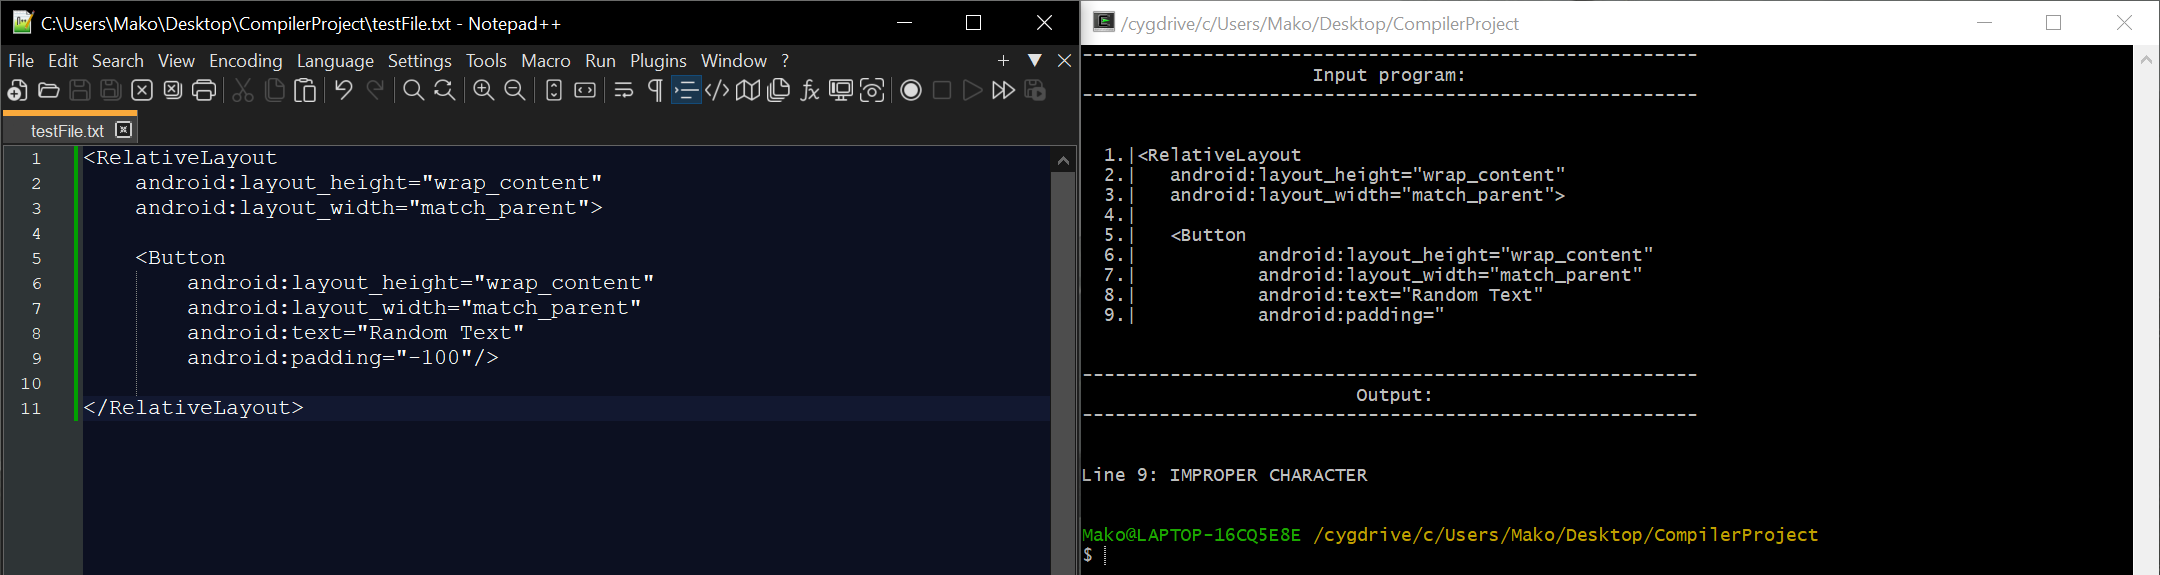 C:\Users\Mako\Desktop\CompilerProject\testFile.txt - Notepad++
File Edit Search View Encoding Language Settings Tools Macro Run Plugins Window ?
testFile.txt
1 <RelativeLayout
2     android:layout_height="wrap_content"
3     android:layout_width="match_parent">
4
5     <Button
6         android:layout_height="wrap_content"
7         android:layout_width="match_parent"
8         android:text="Random Text"
9         android:padding="-100"/>
10
11 </RelativeLayout>
/cygdrive/c/Users/Mako/Desktop/CompilerProject
--------------------------------------------------------
Input program:
--------------------------------------------------------
1.|<RelativeLayout
2.|   android:layout_height="wrap_content"
3.|   android:layout_width="match_parent">
4.|
5.|   <Button
6.|           android:layout_height="wrap_content"
7.|           android:layout_width="match_parent"
8.|           android:text="Random Text"
9.|           android:padding="
--------------------------------------------------------
Output:
--------------------------------------------------------
Line 9: IMPROPER CHARACTER
Mako@LAPTOP-16CQ5E8E /cygdrive/c/Users/Mako/Desktop/CompilerProject
$